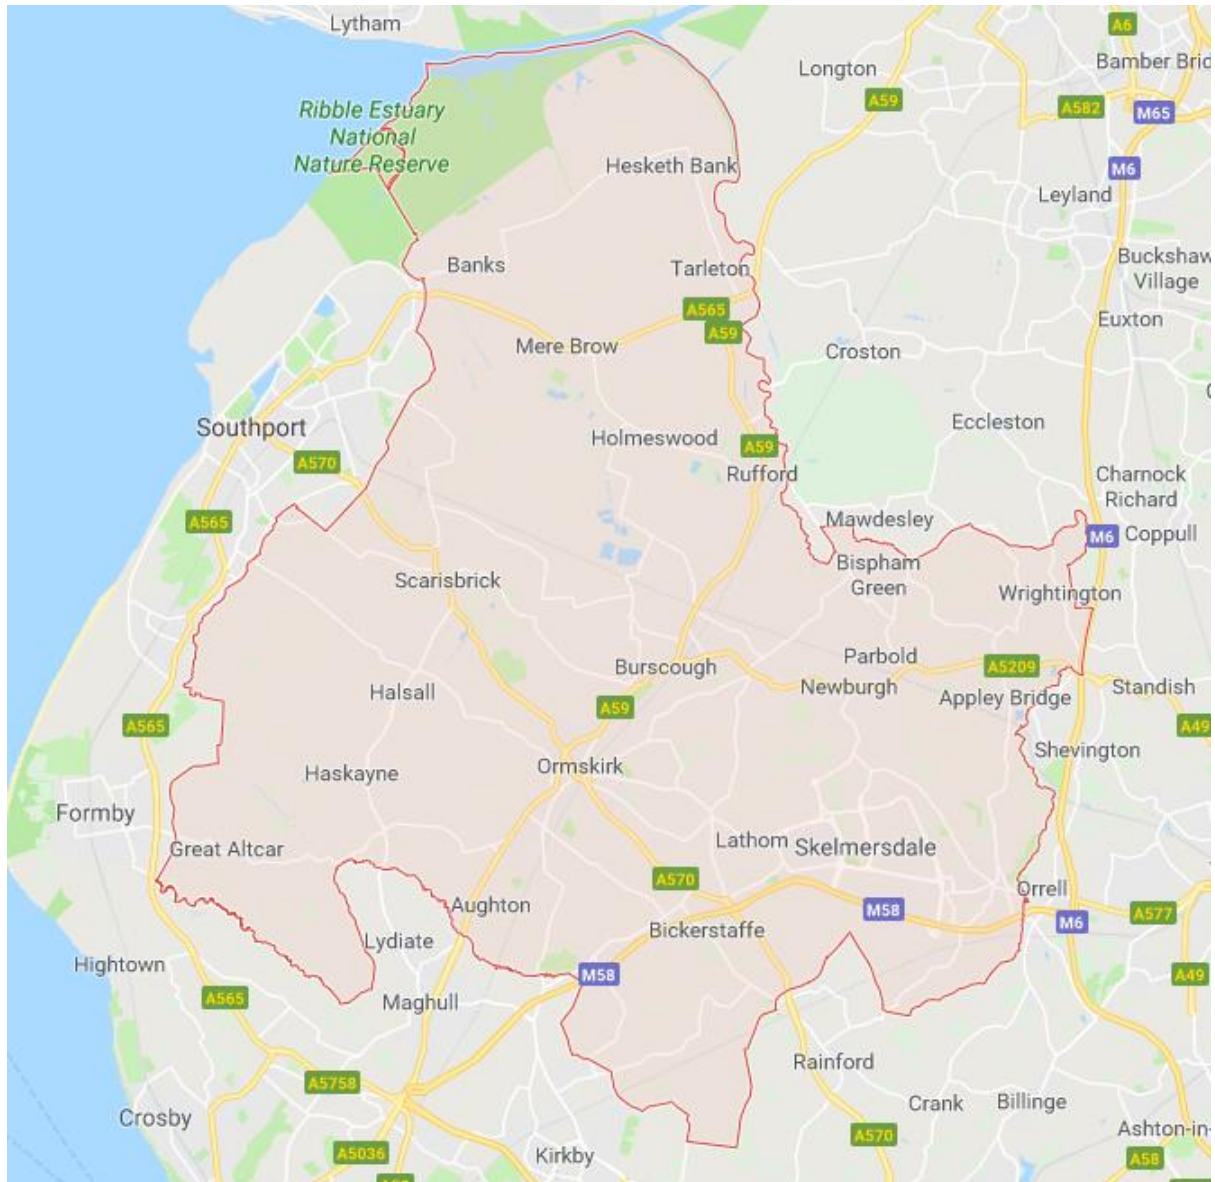 Lytham
A6
Longton
Bamber Brid
A59
A582
M65
Ribble Estuary
National
Nature Reserve
Hesketh Bank
M6
Leyland
Banks
Tarleton
Buckshaw
Village
A565
Euxton
A59
Mere Brow
Croston
Southport
Eccleston
Holmeswood
A59
A570
Rufford
Charnock
Richard
A565
Mawdesley
M6
Coppull
Bispham
Green
Scarisbrick
Wrightington
Burscough
Parbold
A5209
Halsall
Newburgh
Appley Bridge
Standish
A59
A565
A49
Shevington
Haskayne
Ormskirk
Formby
Great Altcar
Lathom
Skelmersdale
A570
Orrell
Aughton
M58
A577
M6
Bickerstaffe
Lydiate
Hightown
M58
A49
A565
Maghull
Rainford
A5758
Crank
Billinge
Crosby
A570
Ashton-in-
A5036
Kirkby
A58